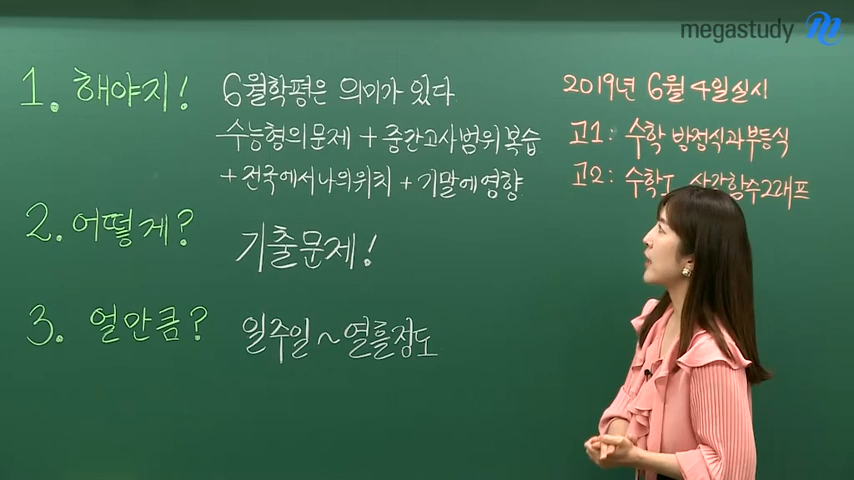 megastudy
1. 해야지!
6월학평은 의미가 있다
수능형의 문제 + 중간고사범위 복습
+ 전국에서 나의 위치 + 기말에 영향
2. 어떻게?
기출문제!
3. 얼만큼?
일주일 ~ 열흘정도
2019년 6월 4일 실시
고1: 수학 방정식과 부등식
고2: 수학Ⅰ 삼각함수 그래프